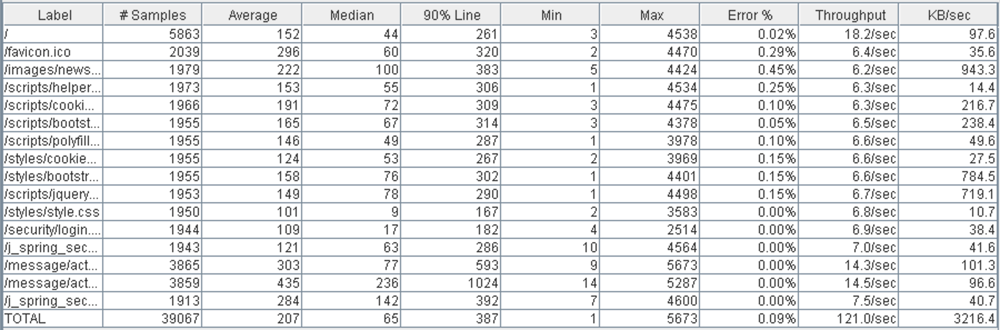 Label # Samples Average Median 90% Line Min Max Error % Throughput KB/sec
/ 5863 152 44 261 3 4538 0.02% 18.2/sec 97.6
/favicon.ico 2039 296 60 320 2 4470 0.29% 6.4/sec 35.6
/images/news... 1979 222 100 383 5 4424 0.45% 6.2/sec 943.3
/scripts/helper... 1973 153 55 306 1 4534 0.25% 6.3/sec 14.4
/scripts/cooki... 1966 191 72 309 3 4475 0.10% 6.3/sec 216.7
/scripts/bootst... 1955 165 67 314 3 4378 0.05% 6.5/sec 238.4
/scripts/polyfill... 1955 146 49 287 1 3978 0.10% 6.6/sec 49.6
/styles/cookie... 1955 124 53 267 2 3969 0.15% 6.6/sec 27.5
/styles/bootstr... 1955 158 76 302 1 4401 0.15% 6.6/sec 784.5
/scripts/jquery... 1953 149 78 290 1 4498 0.15% 6.7/sec 719.1
/styles/style.css 1950 101 9 167 2 3583 0.00% 6.8/sec 10.7
/security/login.... 1944 109 17 182 4 2514 0.00% 6.9/sec 38.4
/j_spring_sec... 1943 121 63 286 10 4564 0.00% 7.0/sec 41.6
/message/act... 3865 303 77 593 9 5673 0.00% 14.3/sec 101.3
/message/act... 3859 435 236 1024 14 5287 0.00% 14.5/sec 96.6
/j_spring_sec... 1913 284 142 392 7 4600 0.00% 7.5/sec 40.7
TOTAL 39067 207 65 387 1 5673 0.09% 121.0/sec 3216.4